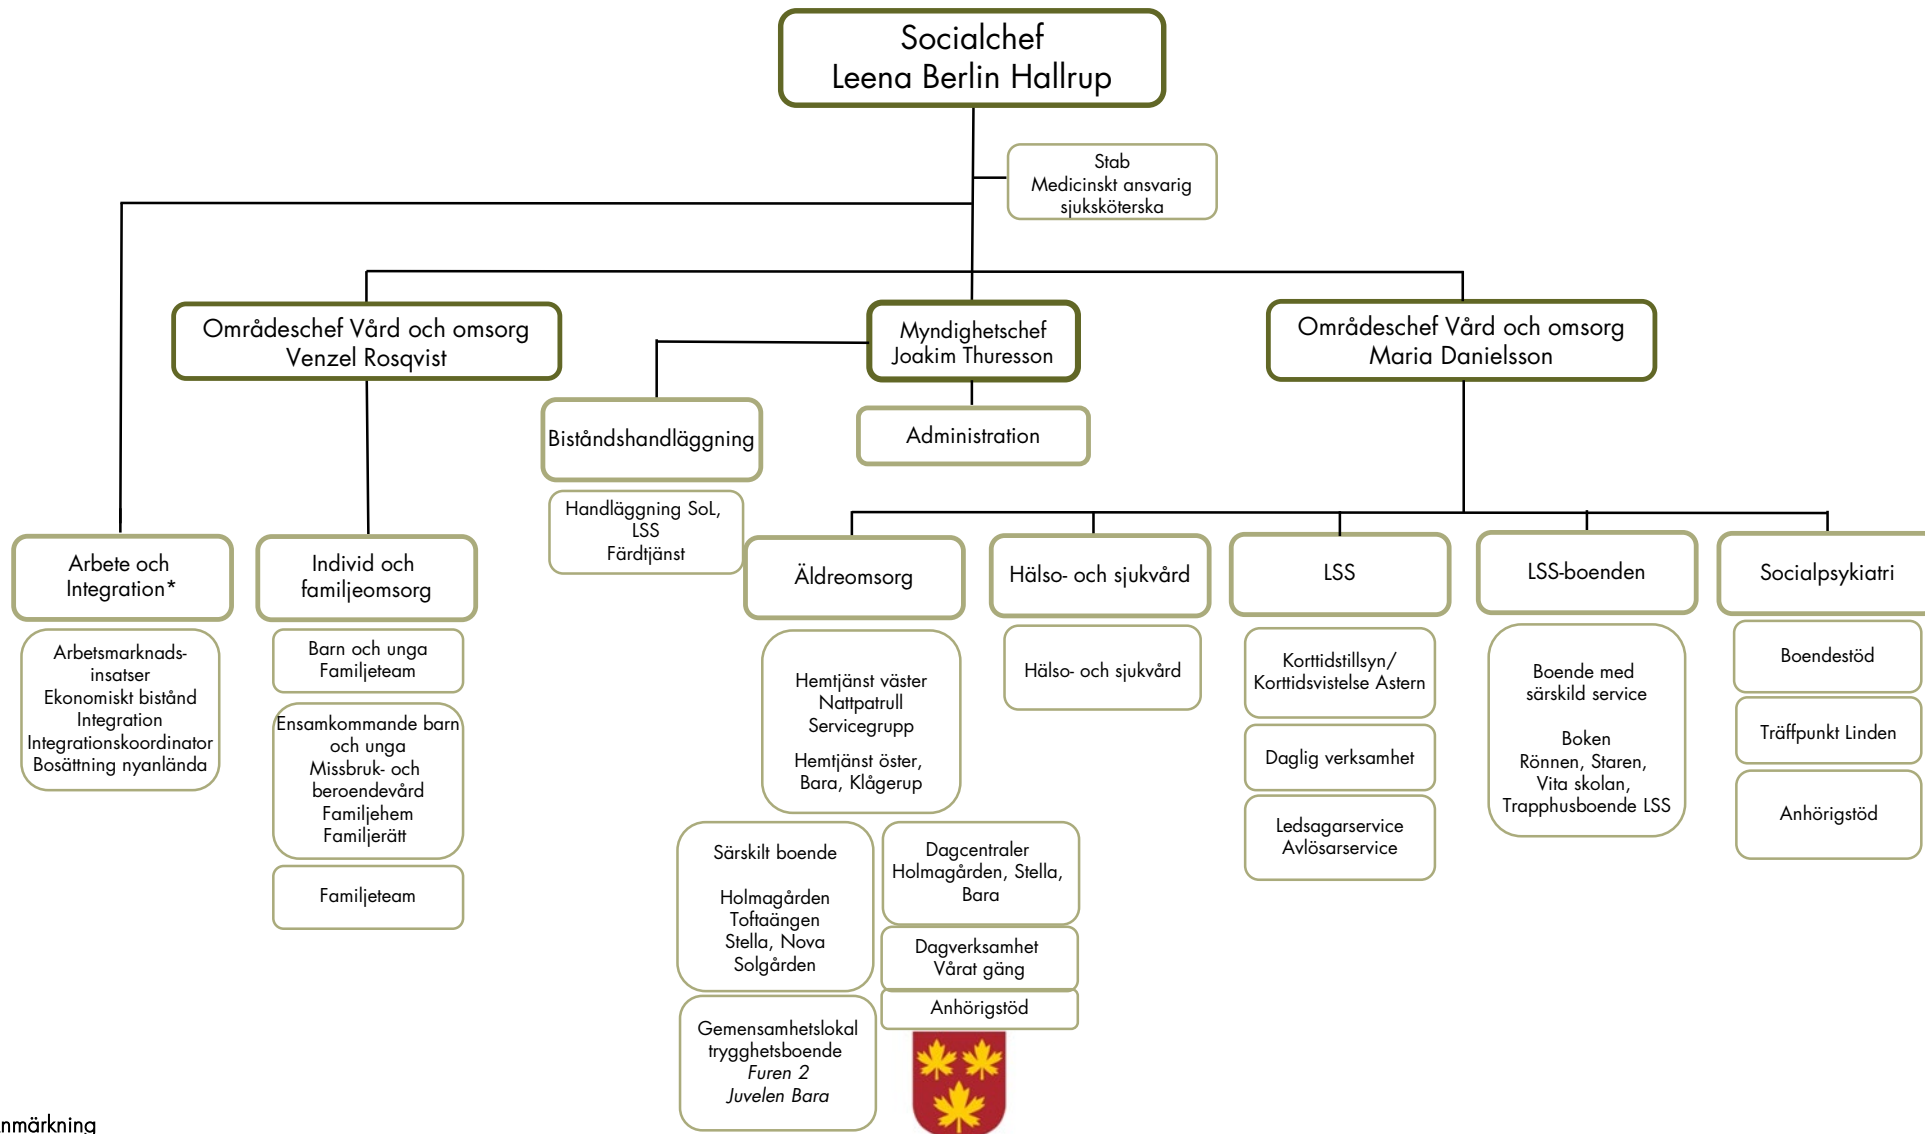 Socialchef
Leena Berlin Hallrup
Stab
Medicinskt ansvarig
sjuksköterska
Områdeschef Vård och omsorg
Venzel Rosqvist
Myndighetschef
Joakim Thuresson
Områdeschef Vård och omsorg
Maria Danielsson
Biståndshandläggning
Administration
Handläggning SoL,
LSS
Färdtjänst
Arbete och
Integration*
Individ och
familjeomsorg
Äldreomsorg
Hälso- och sjukvård
LSS
LSS-boenden
Socialpsykiatri
Arbetsmarknads-
insatser
Ekonomiskt bistånd
Integration
Integrationskoordinator
Bosättning nyanlända
Barn och unga
Familjeteam
Ensamkommande barn
och unga
Missbruk- och
beroendevård
Familjehem
Familjerätt
Familjeteam
Hemtjänst väster
Nattpatrull
Servicegrupp
Hemtjänst öster,
Bara, Klågerup
Särskilt boende
Holmagården
Toftaängen
Stella, Nova
Solgården
Gemensamhetslokal
trygghetsboende
Furen 2
Juvelen Bara
Dagcentraler
Holmagården, Stella,
Bara
Dagverksamhet
Vårat gäng
Anhörigstöd
Hälso- och sjukvård
Korttidstillsyn/
Korttidsvistelse Astern
Daglig verksamhet
Ledsagarservice
Avlösarservice
Boende med
särskild service
Boken
Rönnen, Staren,
Vita skolan,
Trapphusboende LSS
Boendestöd
Träffpunkt Linden
Anhörigstöd
nmärkning